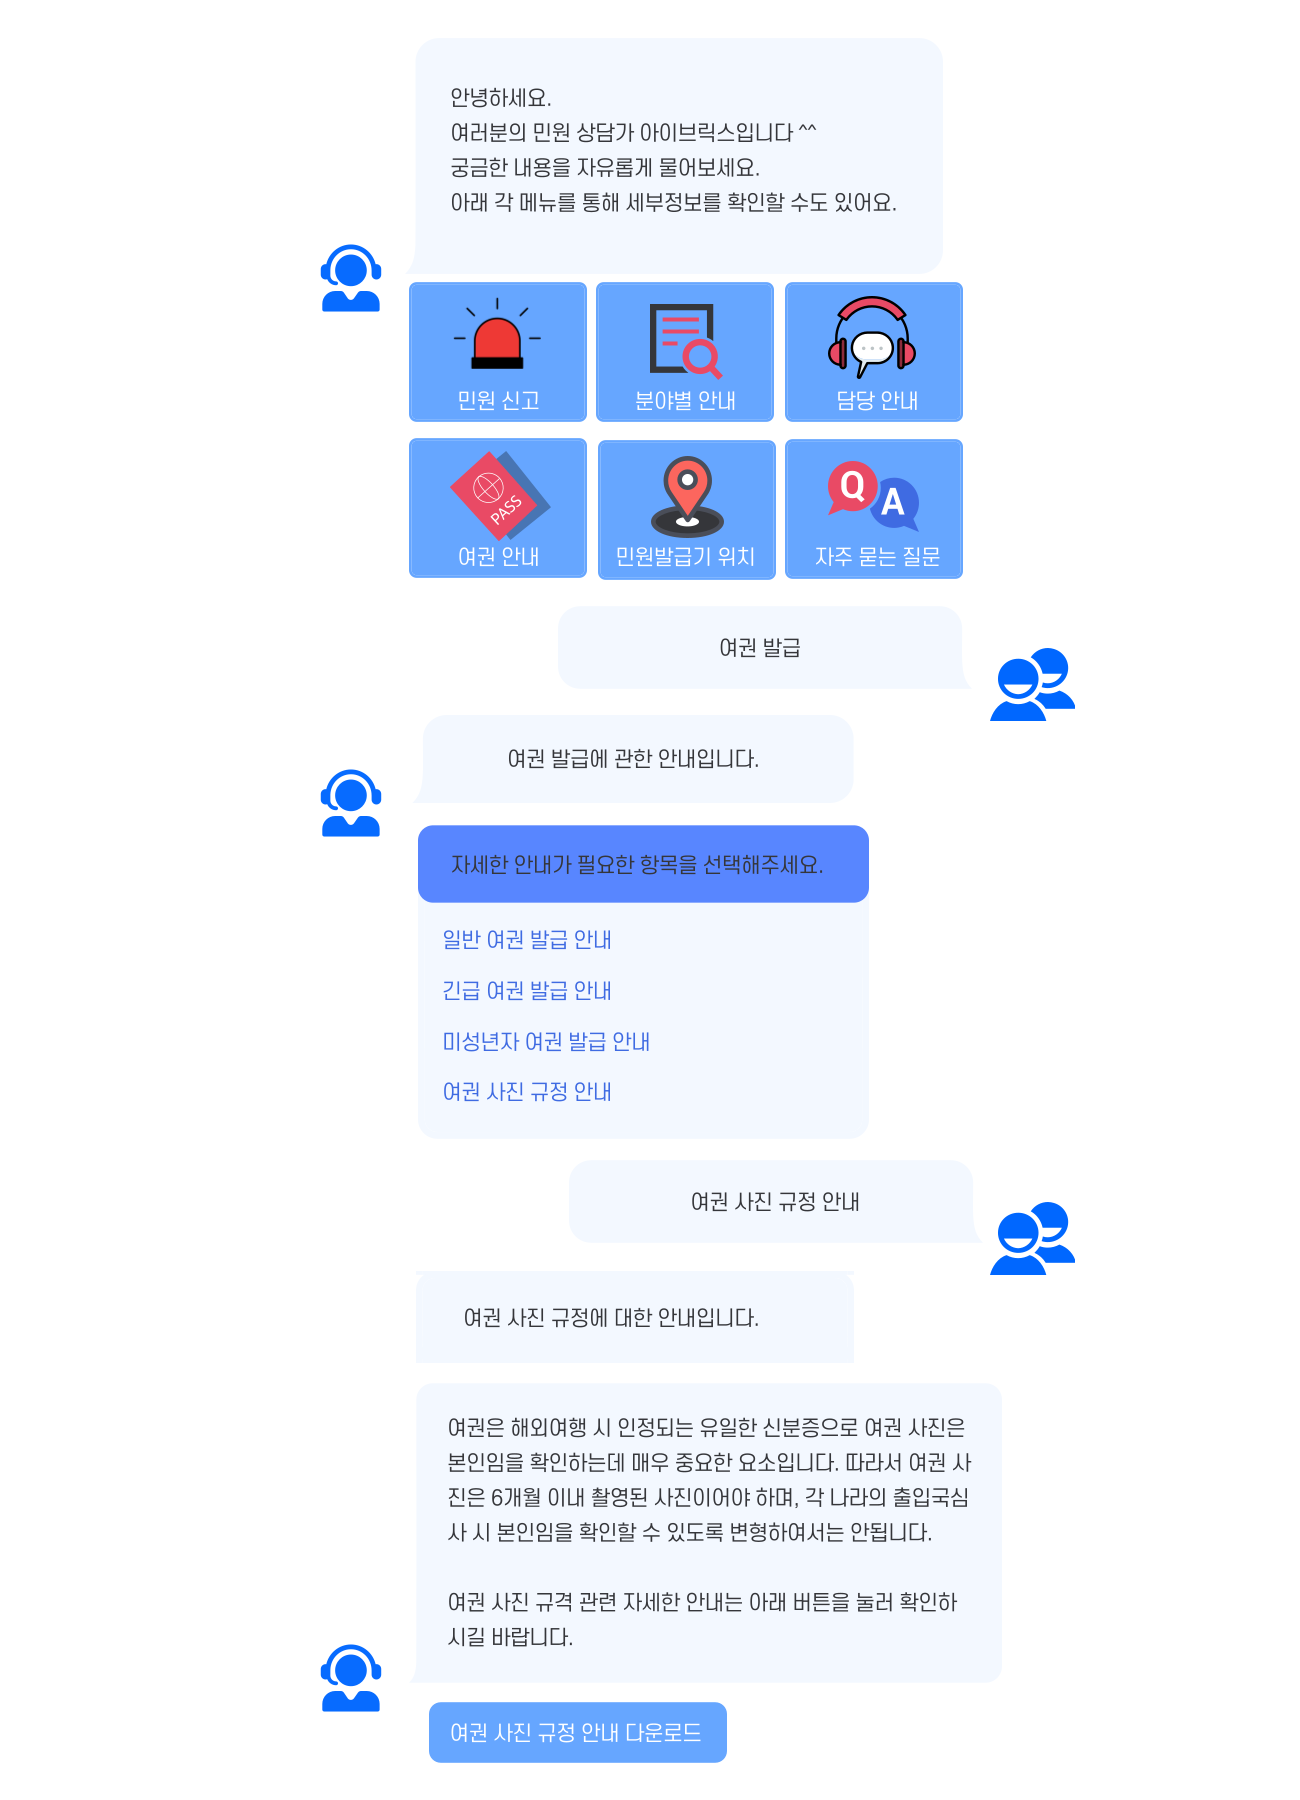 안녕하세요.
여러분의 민원 상담가 아이브릭스입니다 ^^
궁금한 내용을 자유롭게 물어보세요.
아래 각 메뉴를 통해 세부정보를 확인할 수도 있어요.
민원 신고
분야별 안내
담당 안내
PASS
Q
A
여권 안내
민원발급기 위치
자주 묻는 질문
여권 발급
여권 발급에 관한 안내입니다.
자세한 안내가 필요한 항목을 선택해주세요.
일반 여권 발급 안내
긴급 여권 발급 안내
미성년자 여권 발급 안내
여권 사진 규정 안내
여권 사진 규정 안내
여권 사진 규정에 대한 안내입니다.
여권은 해외여행 시 인정되는 유일한 신분증으로 여권 사진은
본인임을 확인하는데 매우 중요한 요소입니다. 따라서 여권 사
진은 6개월 이내 촬영된 사진이어야 하며, 각 나라의 출입국심
사 시 본인임을 확인할 수 있도록 변형하여서는 안됩니다.
여권 사진 규격 관련 자세한 안내는 아래 버튼을 눌러 확인하
시길 바랍니다.
여권 사진 규정 안내 다운로드